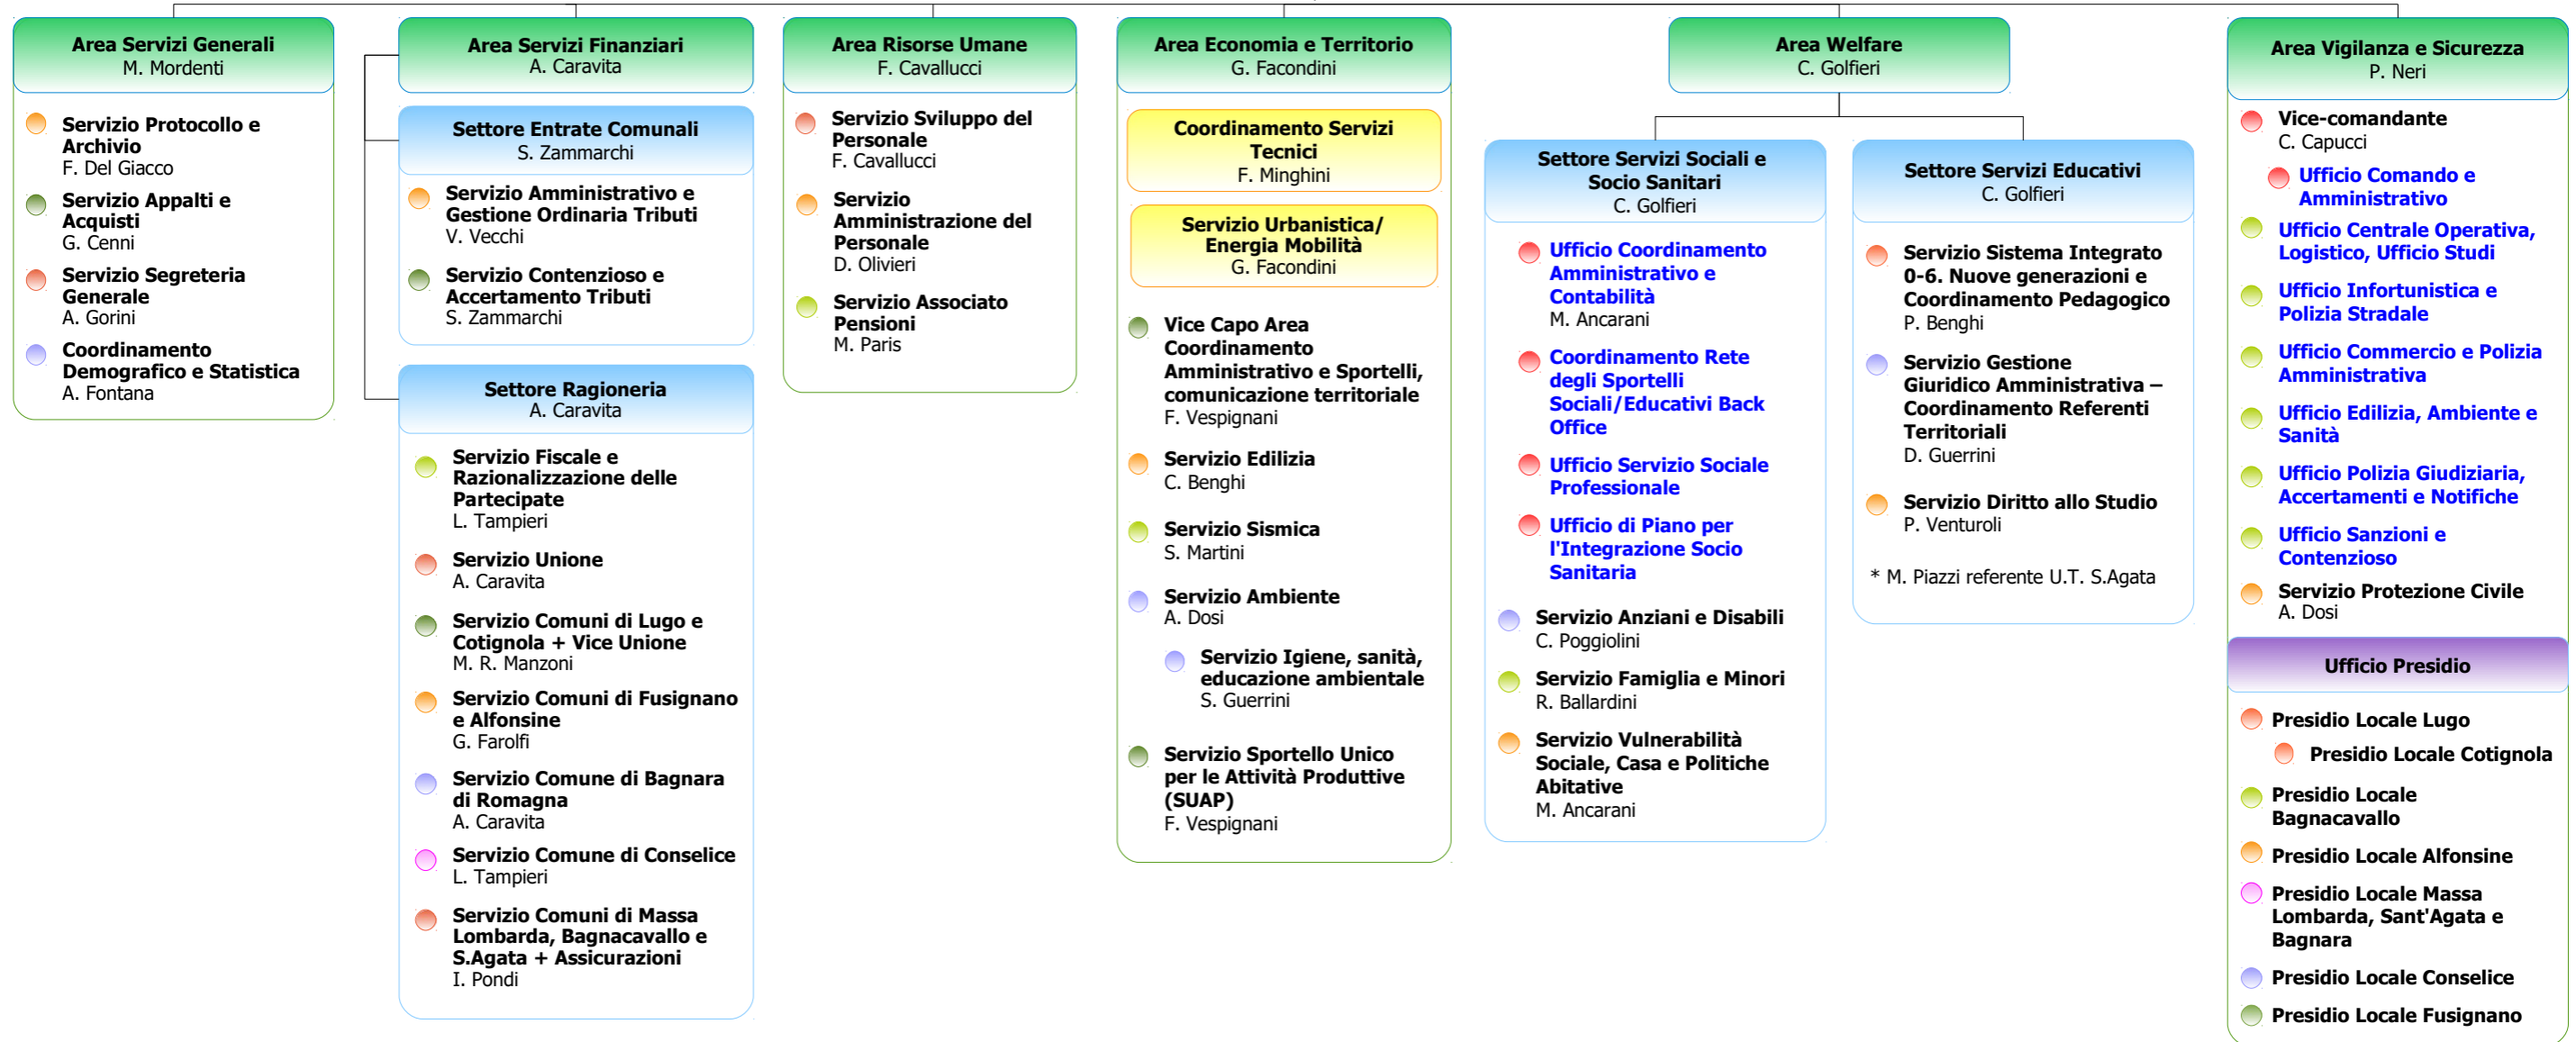 Area Servizi Generali
M. Mordenti
Servizio Protocollo e
Archivio
F. Del Giacco
Servizio Appalti e
Acquisti
G. Cenni
Servizio Segreteria
Generale
A. Gorini
Coordinamento
Demografico e Statistica
A. Fontana
Area Servizi Finanziari
A. Caravita
Settore Entrate Comunali
S. Zammarchi
Servizio Amministrativo e
Gestione Ordinaria Tributi
V. Vecchi
Servizio Contenzioso e
Accertamento Tributi
S. Zammarchi
Settore Ragioneria
A. Caravita
Servizio Fiscale e
Razionalizzazione delle
Partecipate
L. Tampieri
Servizio Unione
A. Caravita
Servizio Comuni di Lugo e
Cotignola + Vice Unione
M. R. Manzoni
Servizio Comuni di Fusignano
e Alfonsine
G. Farolfi
Servizio Comune di Bagnara
di Romagna
A. Caravita
Servizio Comune di Conselice
L. Tampieri
Servizio Comuni di Massa
Lombarda, Bagnacavallo e
S.Agata + Assicurazioni
I. Pondi
Area Risorse Umane
F. Cavallucci
Servizio Sviluppo del
Personale
F. Cavallucci
Servizio
Amministrazione del
Personale
D. Olivieri
Servizio Associato
Pensioni
M. Paris
Area Economia e Territorio
G. Facondini
Coordinamento Servizi
Tecnici
F. Minghini
Servizio Urbanistica/
Energia Mobilità
G. Facondini
Vice Capo Area
Coordinamento
Amministrativo e Sportelli,
comunicazione territoriale
F. Vespignani
Servizio Edilizia
C. Benghi
Servizio Sismica
S. Martini
Servizio Ambiente
A. Dosi
Servizio Igiene, sanità,
educazione ambientale
S. Guerrini
Servizio Sportello Unico
per le Attività Produttive
(SUAP)
F. Vespignani
Area Welfare
C. Golfieri
Settore Servizi Sociali e
Socio Sanitari
C. Golfieri
Ufficio Coordinamento
Amministrativo e
Contabilità
M. Ancarani
Coordinamento Rete
degli Sportelli
Sociali/Educativi Back
Office
Ufficio Servizio Sociale
Professionale
Ufficio di Piano per
l'Integrazione Socio
Sanitaria
Servizio Anziani e Disabili
C. Poggiolini
Servizio Famiglia e Minori
R. Ballardini
Servizio Vulnerabilità
Sociale, Casa e Politiche
Abitative
M. Ancarani
Settore Servizi Educativi
C. Golfieri
Servizio Sistema Integrato
0-6. Nuove generazioni e
Coordinamento Pedagogico
P. Benghi
Servizio Gestione
Giuridico Amministrativa –
Coordinamento Referenti
Territoriali
D. Guerrini
Servizio Diritto allo Studio
P. Venturoli
* M. Piazzi referente U.T. S.Agata
Area Vigilanza e Sicurezza
P. Neri
Vice-comandante
C. Capucci
Ufficio Comando e
Amministrativo
Ufficio Centrale Operativa,
Logistico, Ufficio Studi
Ufficio Infortunistica e
Polizia Stradale
Ufficio Commercio e Polizia
Amministrativa
Ufficio Edilizia, Ambiente e
Sanità
Ufficio Polizia Giudiziaria,
Accertamenti e Notifiche
Ufficio Sanzioni e
Contenzioso
Servizio Protezione Civile
A. Dosi
Ufficio Presidio
Presidio Locale Lugo
Presidio Locale Cotignola
Presidio Locale
Bagnacavallo
Presidio Locale Alfonsine
Presidio Locale Massa
Lombarda, Sant'Agata e
Bagnara
Presidio Locale Conselice
Presidio Locale Fusignano